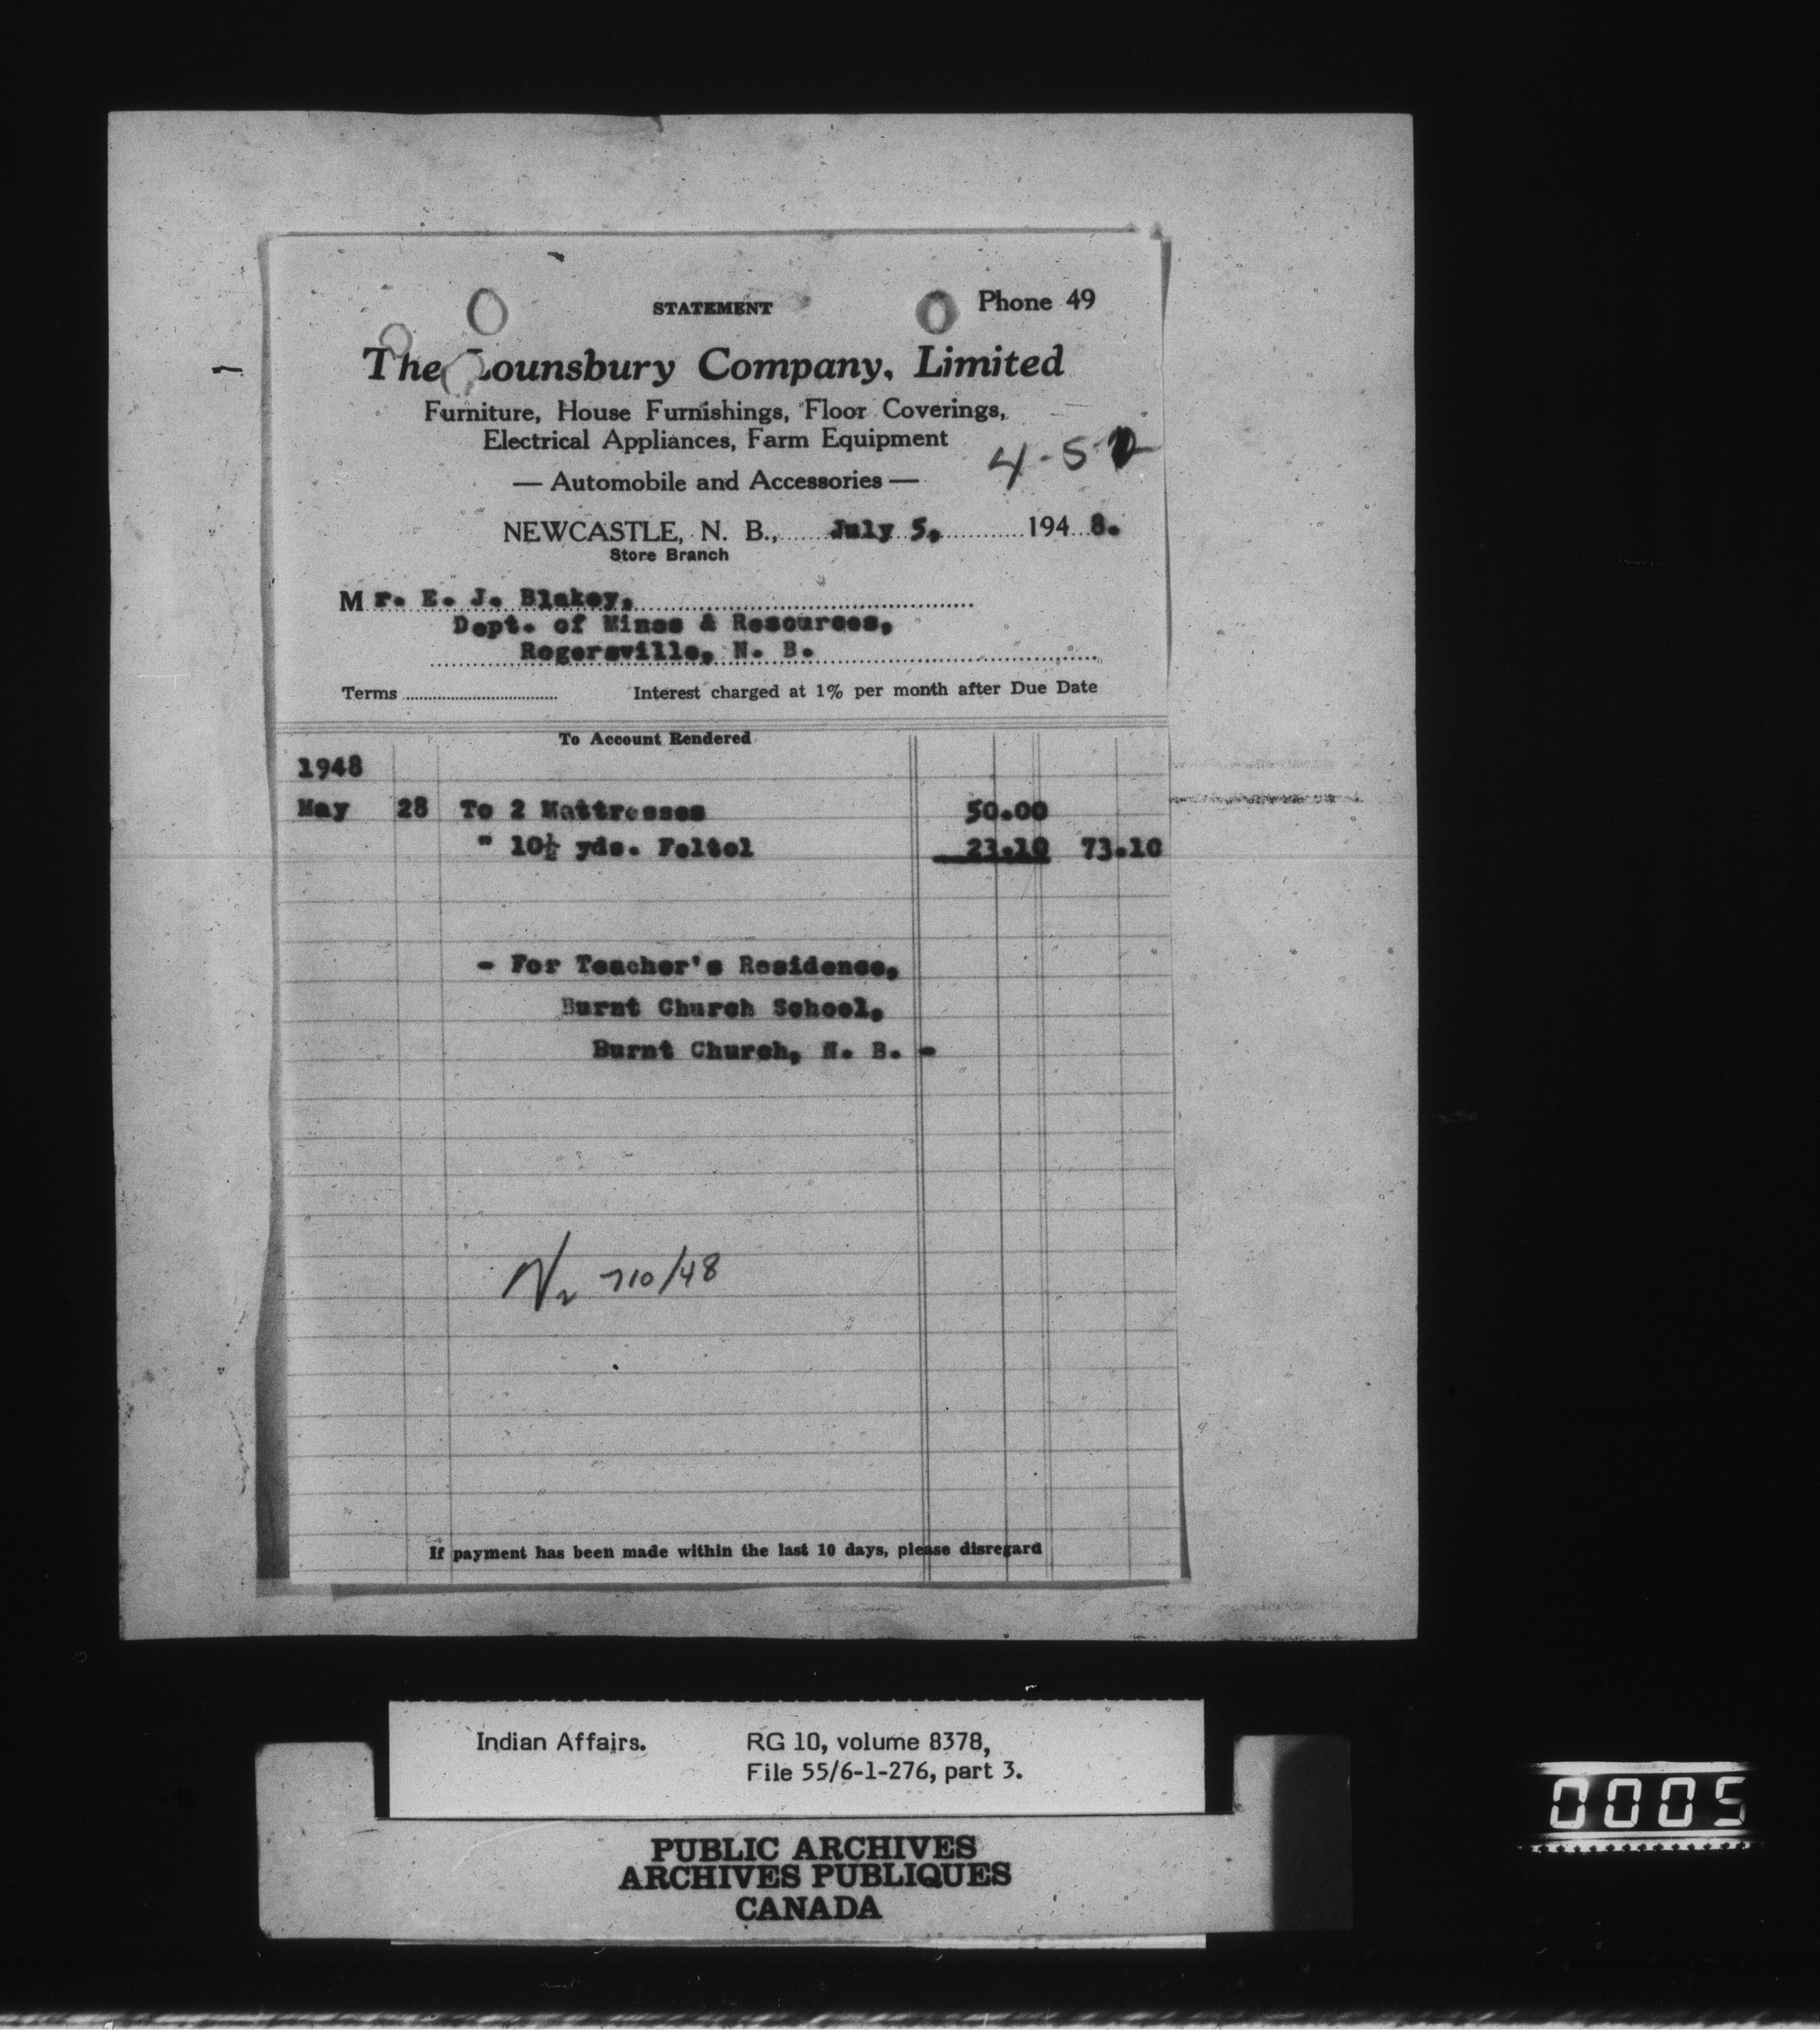 STATEMENT
Phone 49
The Lounsbury Company, Limited
Furniture, House Furnishings, Floor Coverings,
Electrical Appliances, Farm Equipment
4-5
— Automobile and Accessories —
NEWCASTLE, N. B., July 5, 1948.
Store Branch
Mr. E. J. Blakey,
Dept. of Mines & Resources,
Rogersville, N. B.
Terms Interest charged at 1% per month after Due Date
To Account Rendered
1948
May 28 To 2 Mattresses 50.00
" 10½ yds. Feltol 23.10 73.10
- For Teacher's Residence,
Burnt Church School,
Burnt Church, N. B. -
710/48
If payment has been made within the last 10 days, please disregard
Indian Affairs. RG 10, volume 8378,
File 55/6-1-276, part 3.
PUBLIC ARCHIVES
ARCHIVES PUBLIQUES
CANADA
0005